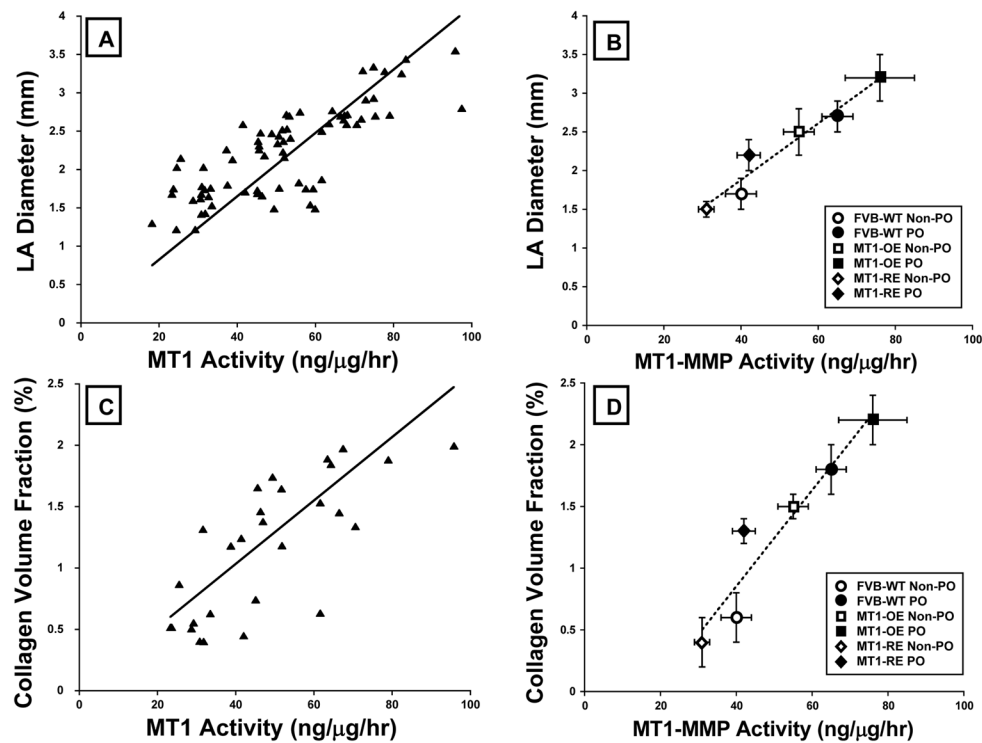 A
LA Diameter (mm)
4
3.5
3
2.5
2
1.5
1
0.5
0
0 20 40 60 80 100
MT1 Activity (ng/µg/hr)
B
LA Diameter (mm)
4
3.5
3
2.5
2
1.5
1
0.5
0
FVB-WT Non-PO
FVB-WT PO
MT1-OE Non-PO
MT1-OE PO
MT1-RE Non-PO
MT1-RE PO
0 20 40 60 80 100
MT1-MMP Activity (ng/µg/hr)
C
Collagen Volume Fraction (%)
2.5
2
1.5
1
0.5
0
0 20 40 60 80 100
MT1 Activity (ng/µg/hr)
D
Collagen Volume Fraction (%)
2.5
2
1.5
1
0.5
0
FVB-WT Non-PO
FVB-WT PO
MT1-OE Non-PO
MT1-OE PO
MT1-RE Non-PO
MT1-RE PO
0 20 40 60 80 100
MT1-MMP Activity (ng/µg/hr)